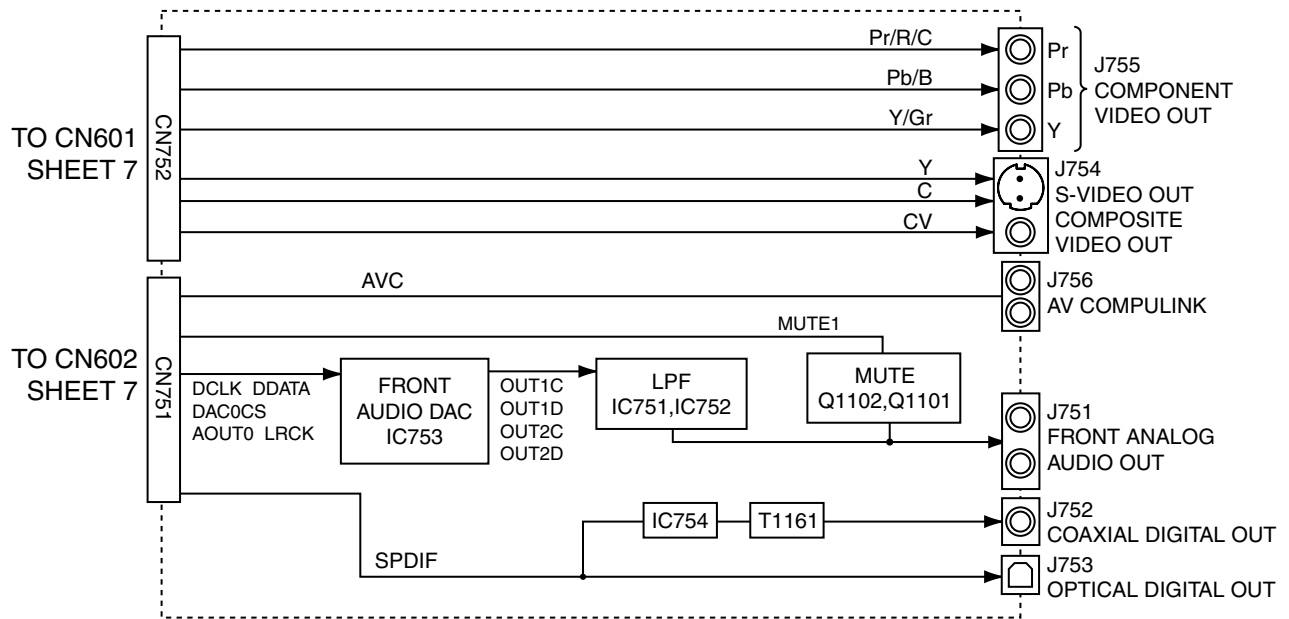 Pr/R/C
Pr
Pb/B
Pb
Y/Gr
Y
J755
COMPONENT
VIDEO OUT
TO CN601
SHEET 7
CN752
Y
C
CV
J754
S-VIDEO OUT
COMPOSITE
VIDEO OUT
AVC
J756
AV COMPULINK
MUTE1
TO CN602
SHEET 7
CN751
DCLK DDATA
DAC0CS
AOUT0 LRCK
FRONT
AUDIO DAC
IC753
OUT1C
OUT1D
OUT2C
OUT2D
LPF
IC751,IC752
MUTE
Q1102,Q1101
J751
FRONT ANALOG
AUDIO OUT
IC754
T1161
J752
COAXIAL DIGITAL OUT
SPDIF
J753
OPTICAL DIGITAL OUT